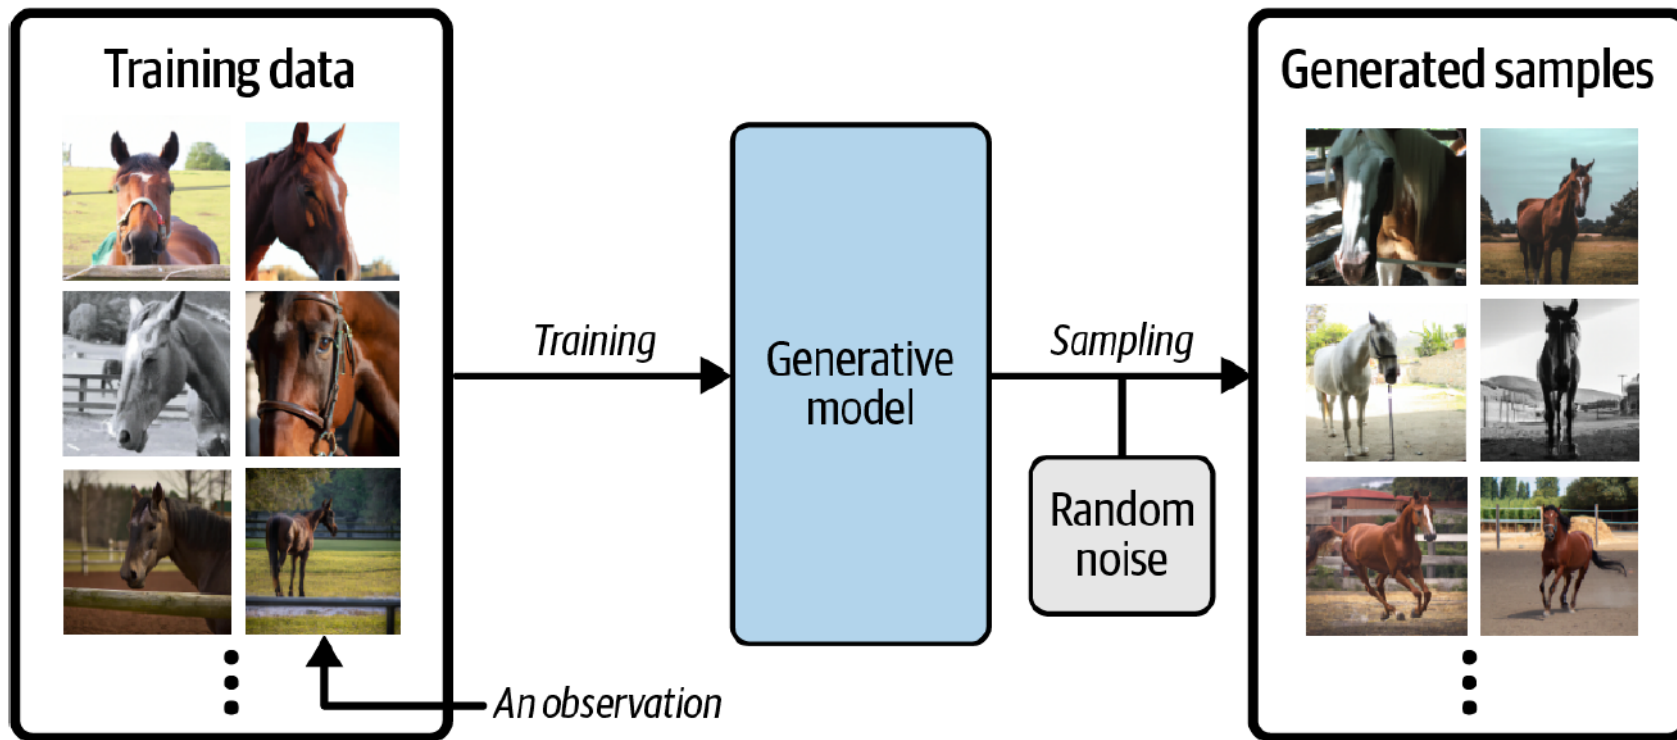 Training data
Generated samples
Training
Generative
model
Sampling
Random
noise
An observation